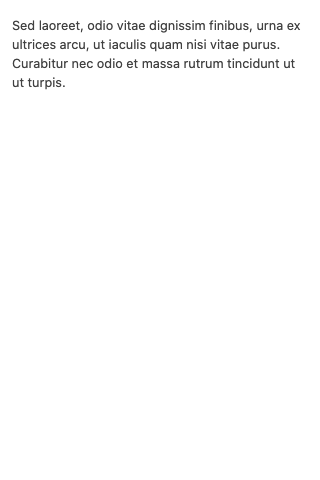 Sed laoreet, odio vitae dignissim finibus, urna ex
ultrices arcu, ut iaculis quam nisi vitae purus.
Curabitur nec odio et massa rutrum tincidunt ut
ut turpis.